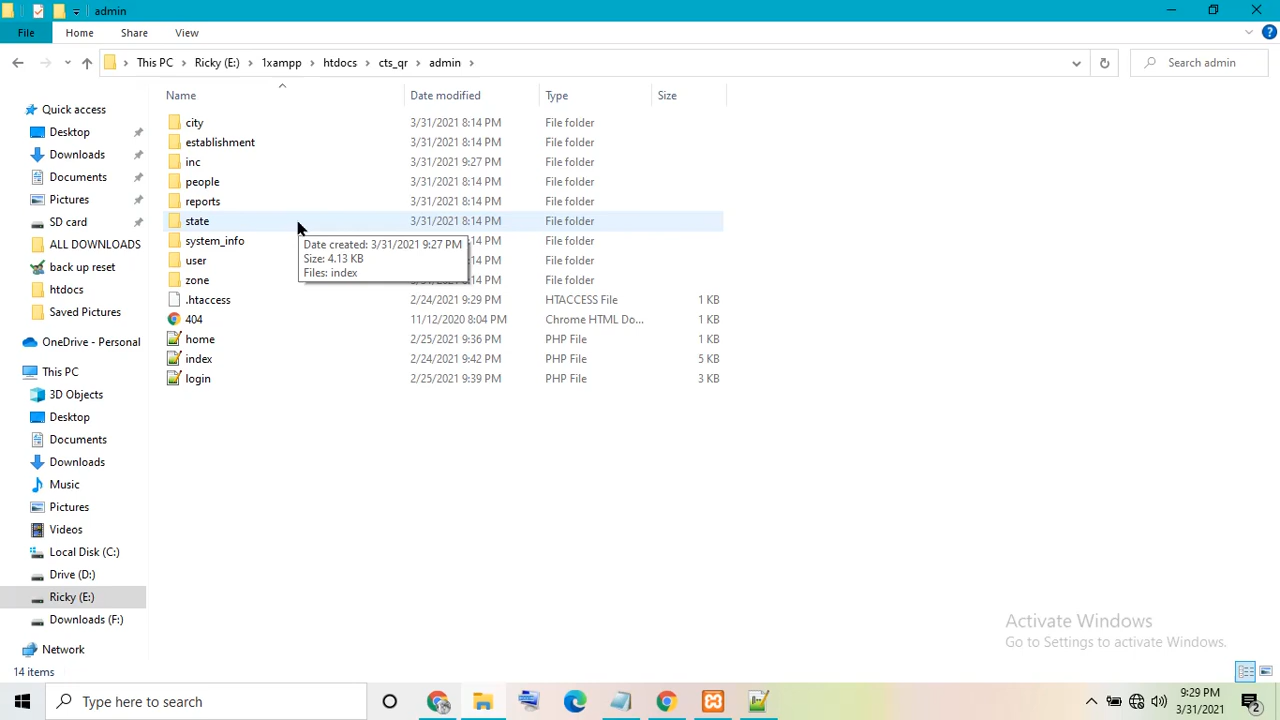 admin
File Home Share View
This PC Ricky (E:) 1xampp htdocs cts_qr admin Search admin
Name Date modified Type Size
Quick access
Desktop
Downloads
Documents
Pictures
SD card
ALL DOWNLOADS
back up reset
htdocs
Saved Pictures
OneDrive - Personal
This PC
3D Objects
Desktop
Documents
Downloads
Music
Pictures
Videos
Local Disk (C:)
Drive (D:)
Ricky (E:)
Downloads (F:)
Network
city 3/31/2021 8:14 PM File folder
establishment 3/31/2021 8:14 PM File folder
inc 3/31/2021 9:27 PM File folder
people 3/31/2021 8:14 PM File folder
reports 3/31/2021 8:14 PM File folder
state 3/31/2021 8:14 PM File folder
system_info 8:14 PM File folder
user 8:14 PM File folder
zone 8:14 PM File folder
.htaccess 2/24/2021 9:29 PM HTACCESS File 1 KB
404 11/12/2020 8:04 PM Chrome HTML Do... 1 KB
home 2/25/2021 9:36 PM PHP File 1 KB
index 2/24/2021 9:42 PM PHP File 5 KB
login 2/25/2021 9:39 PM PHP File 3 KB
Date created: 3/31/2021 9:27 PM
Size: 4.13 KB
Files: index
Activate Windows
Go to Settings to activate Windows.
14 items
Type here to search
9:29 PM
3/31/2021
2